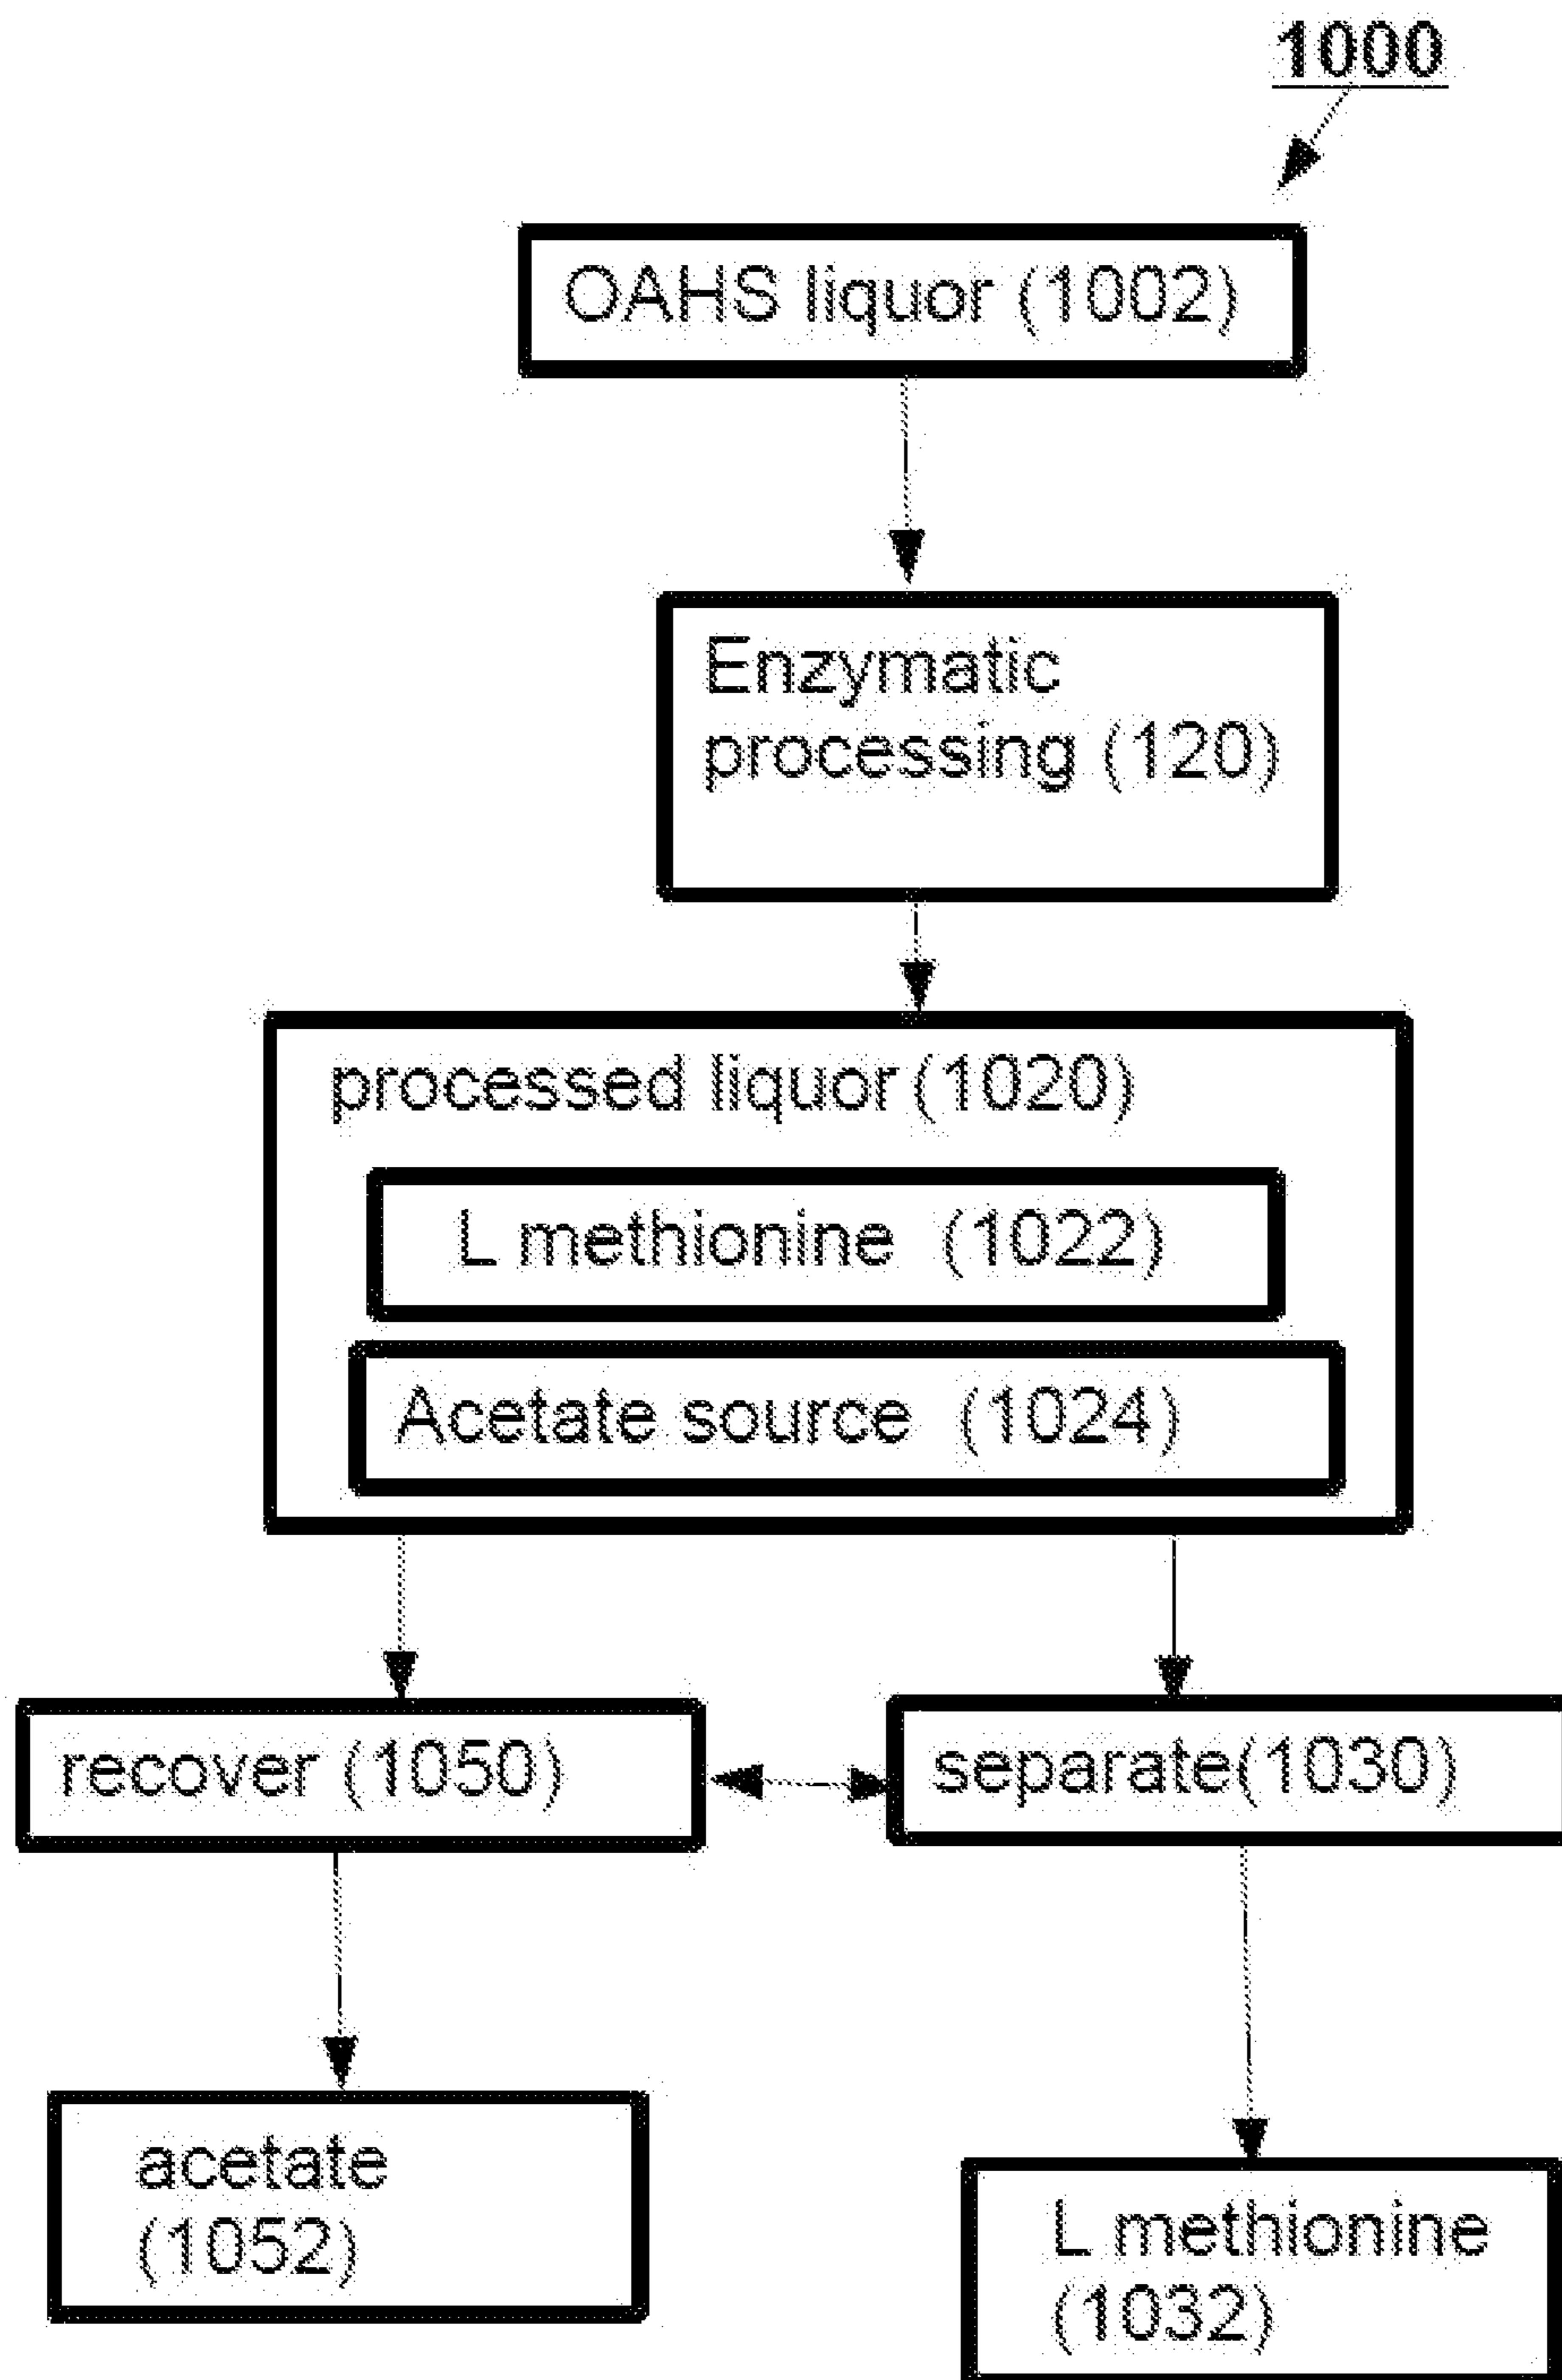 1000
OAHS liquor (1002)
Enzymatic
processing (120)
processed liquor (1020)
L methionine (1022)
Acetate source (1024)
recover (1050)
separate(1030)
acetate
(1052)
L methionine
(1032)